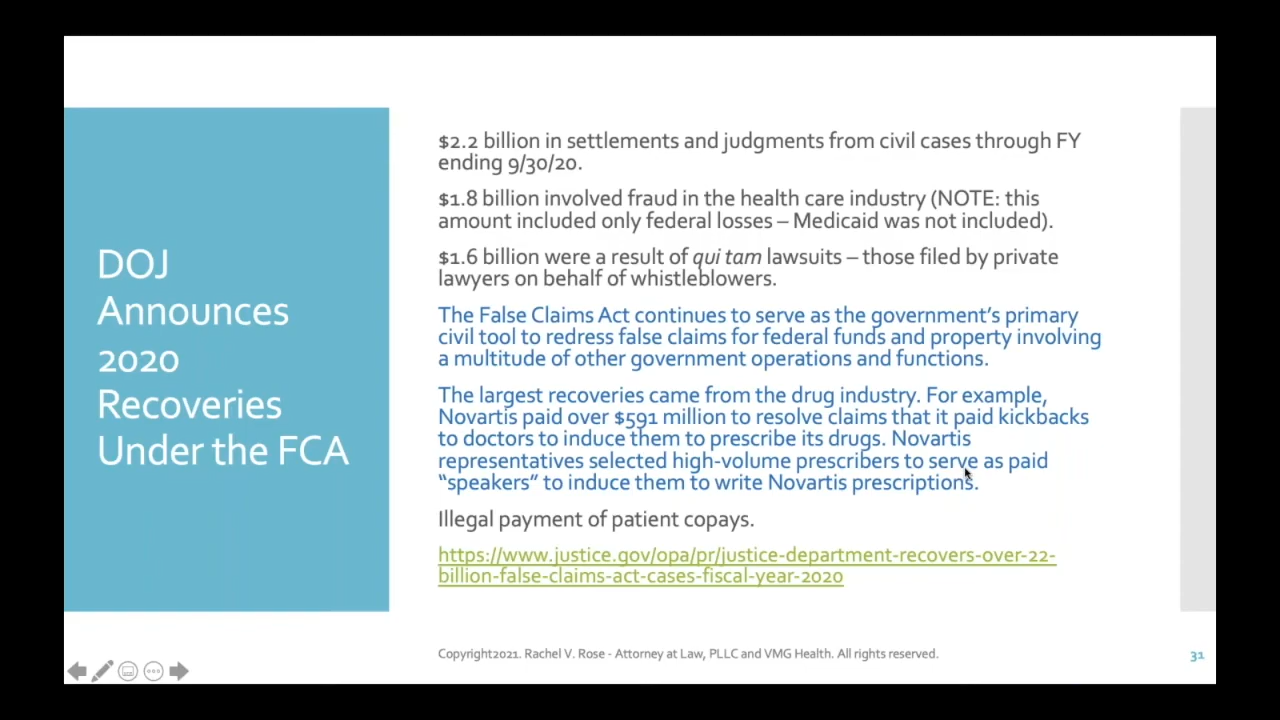 DOJ
Announces
2020
Recoveries
Under the FCA
$2.2 billion in settlements and judgments from civil cases through FY
ending 9/30/20.
$1.8 billion involved fraud in the health care industry (NOTE: this
amount included only federal losses – Medicaid was not included).
$1.6 billion were a result of qui tam lawsuits – those filed by private
lawyers on behalf of whistleblowers.
The False Claims Act continues to serve as the government’s primary
civil tool to redress false claims for federal funds and property involving
a multitude of other government operations and functions.
The largest recoveries came from the drug industry. For example,
Novartis paid over $591 million to resolve claims that it paid kickbacks
to doctors to induce them to prescribe its drugs. Novartis
representatives selected high-volume prescribers to serve as paid
“speakers” to induce them to write Novartis prescriptions.
Illegal payment of patient copays.
https://www.justice.gov/opa/pr/justice-department-recovers-over-22-
billion-false-claims-act-cases-fiscal-year-2020
Copyright2021. Rachel V. Rose - Attorney at Law, PLLC and VMG Health. All rights reserved.
31